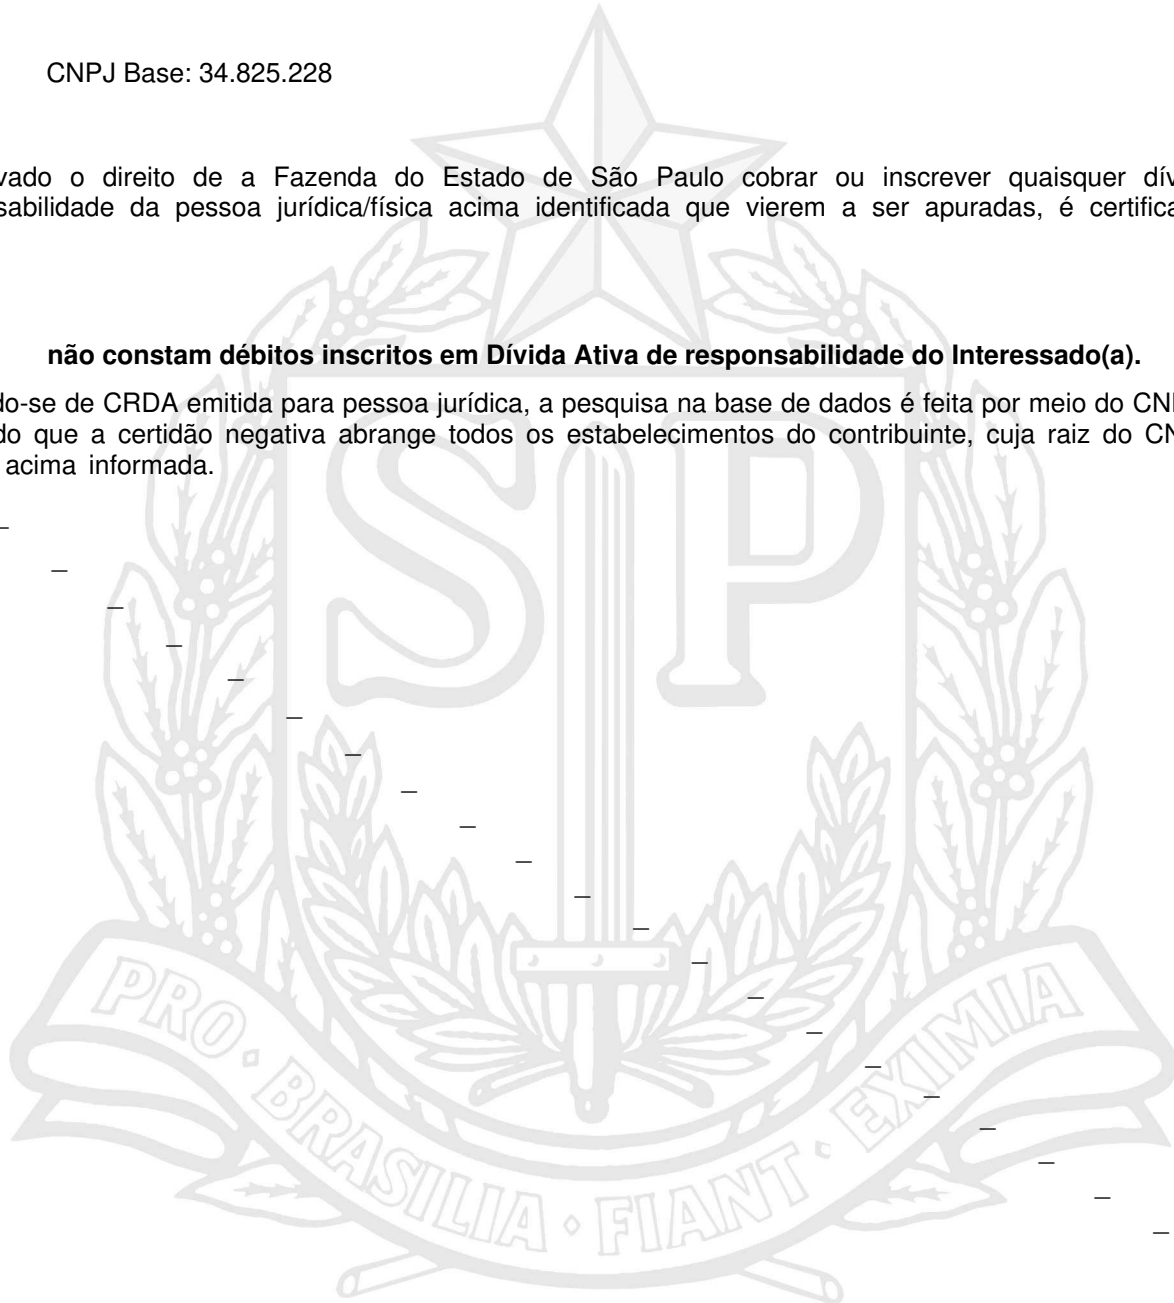 CNPJ Base: 34.825.228
vado o direito de a Fazenda do Estado de São Paulo cobrar ou inscrever quaisquer dív
sabilidade da pessoa jurídica/física acima identificada que vierem a ser apuradas, é certifica
não constam débitos inscritos em Dívida Ativa de responsabilidade do Interessado(a).
do-se de CRDA emitida para pessoa jurídica, a pesquisa na base de dados é feita por meio do CN
do que a certidão negativa abrange todos os estabelecimentos do contribuinte, cuja raiz do CN
acima informada.
SP
PRO · BRASILIA · FIANT · EXIMIA